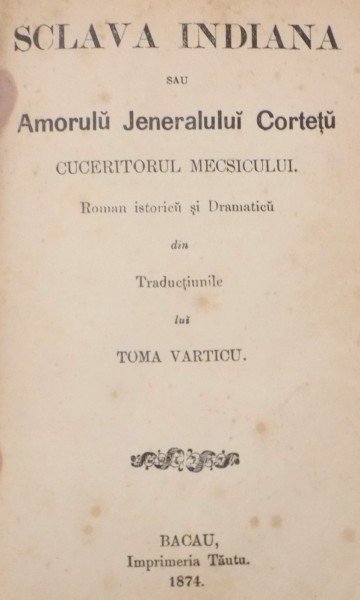 SCLAVA INDIANA
SAU
Amorulŭ Jeneraluluĭ Cortețŭ
CUCERITORUL MECSICULUI.
Roman istoricŭ și Dramaticŭ
din
Traducțiunile
luĭ
TOMA VARTICU.
BACAU,
Imprimeria Tăutu.
1874.